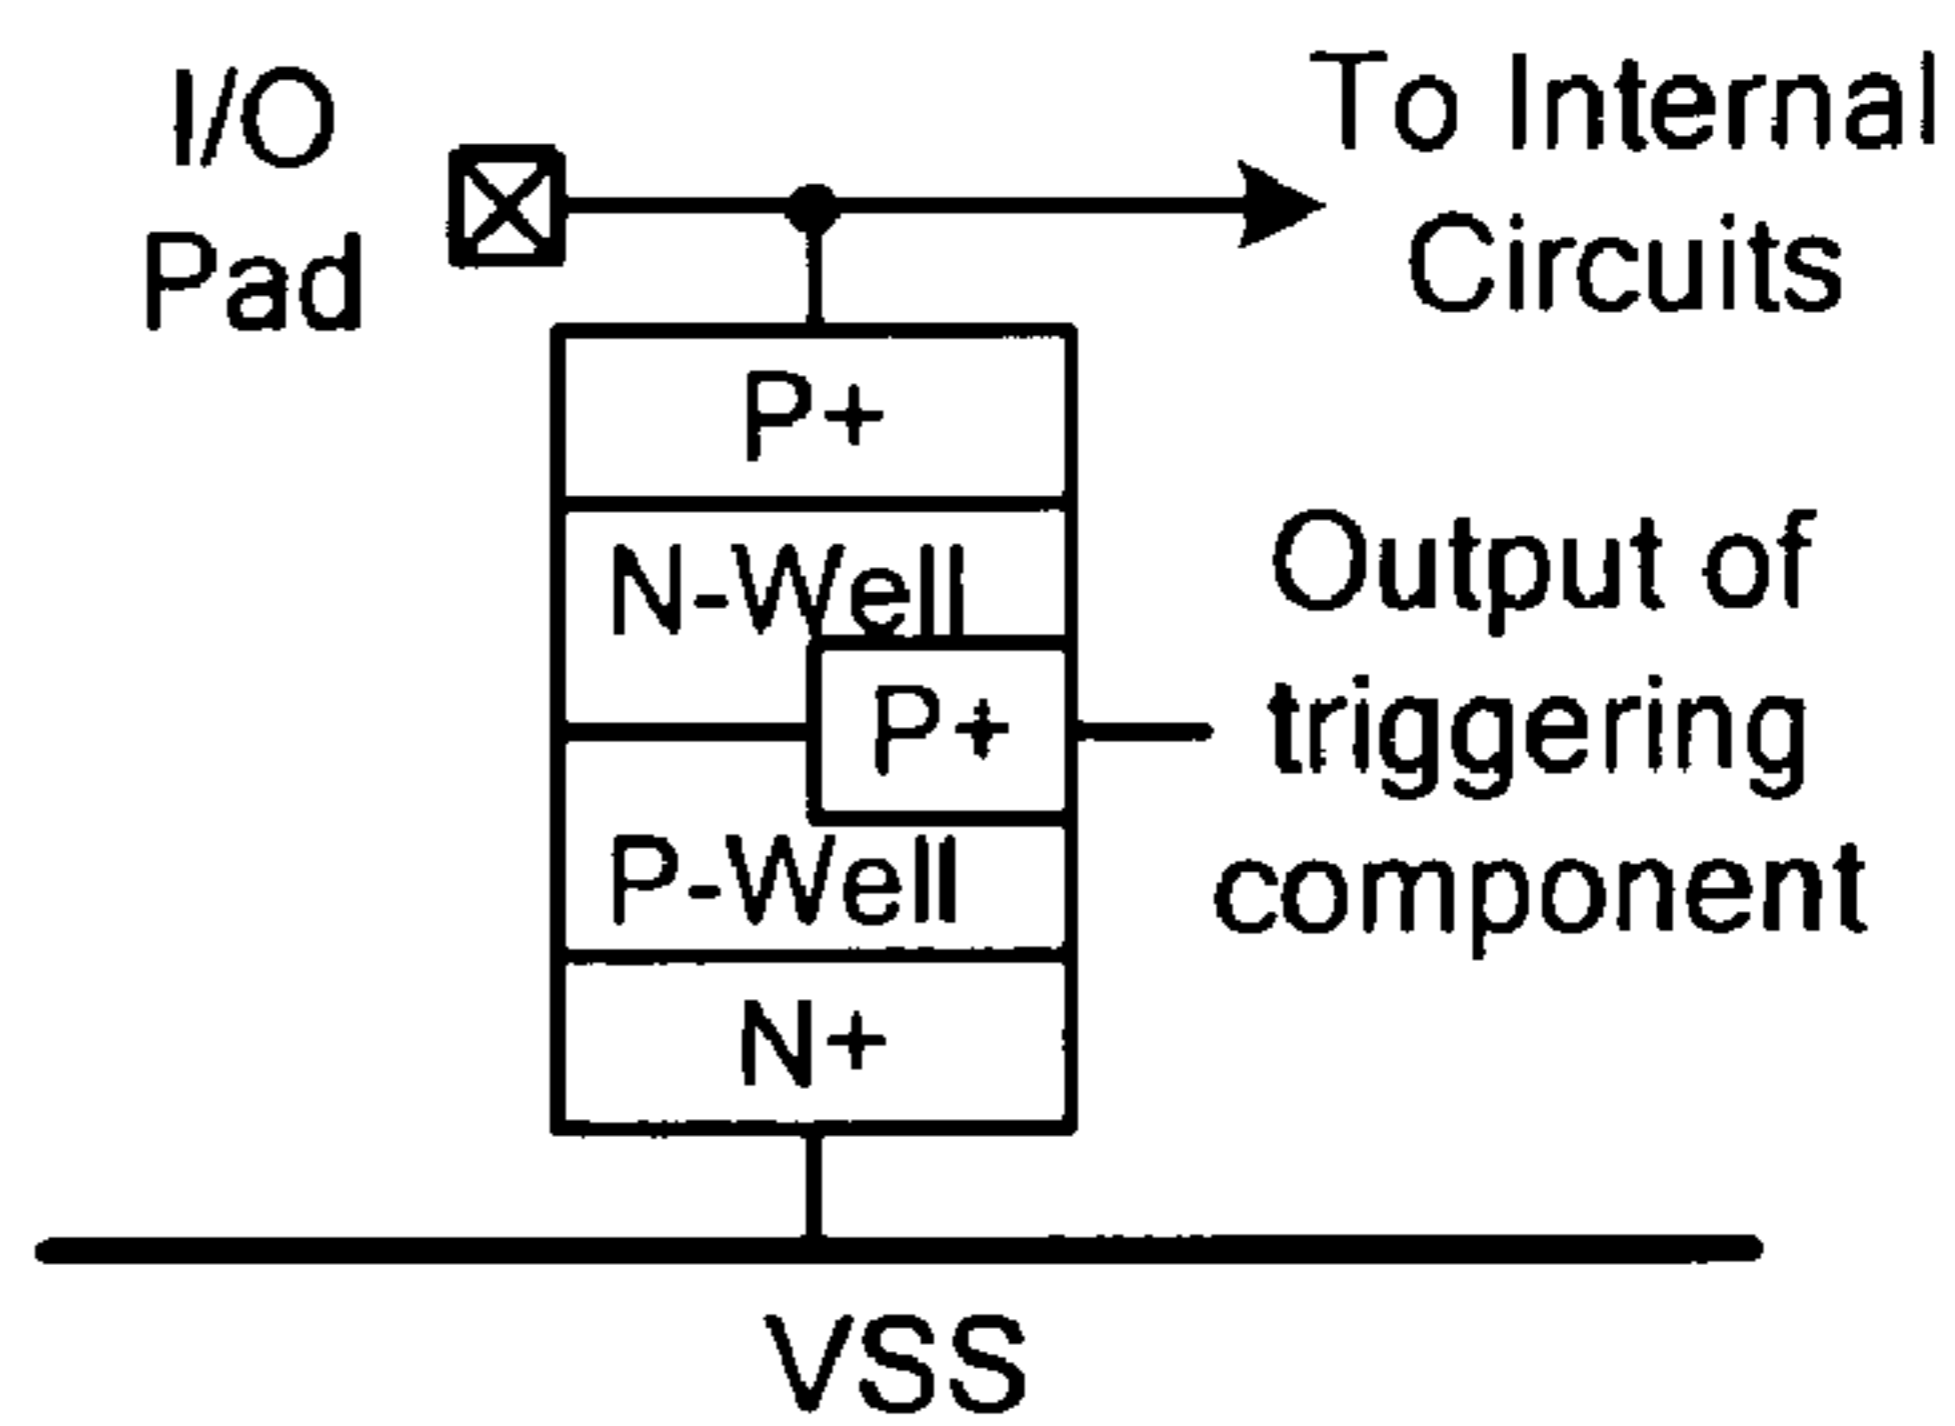 I/O
Pad
To Internal
Circuits
P+
N-Well
P+
P-Well
N+
Output of
triggering
component
VSS